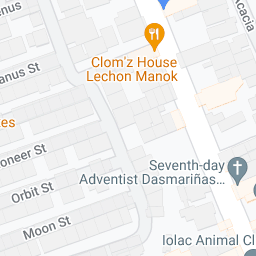 Acacia
anus St
Clom'z House
Lechon Manok
es
oneer St
Seventh-day
Adventist Dasmariñas...
Orbit St
Moon St
Iolac Animal Cl